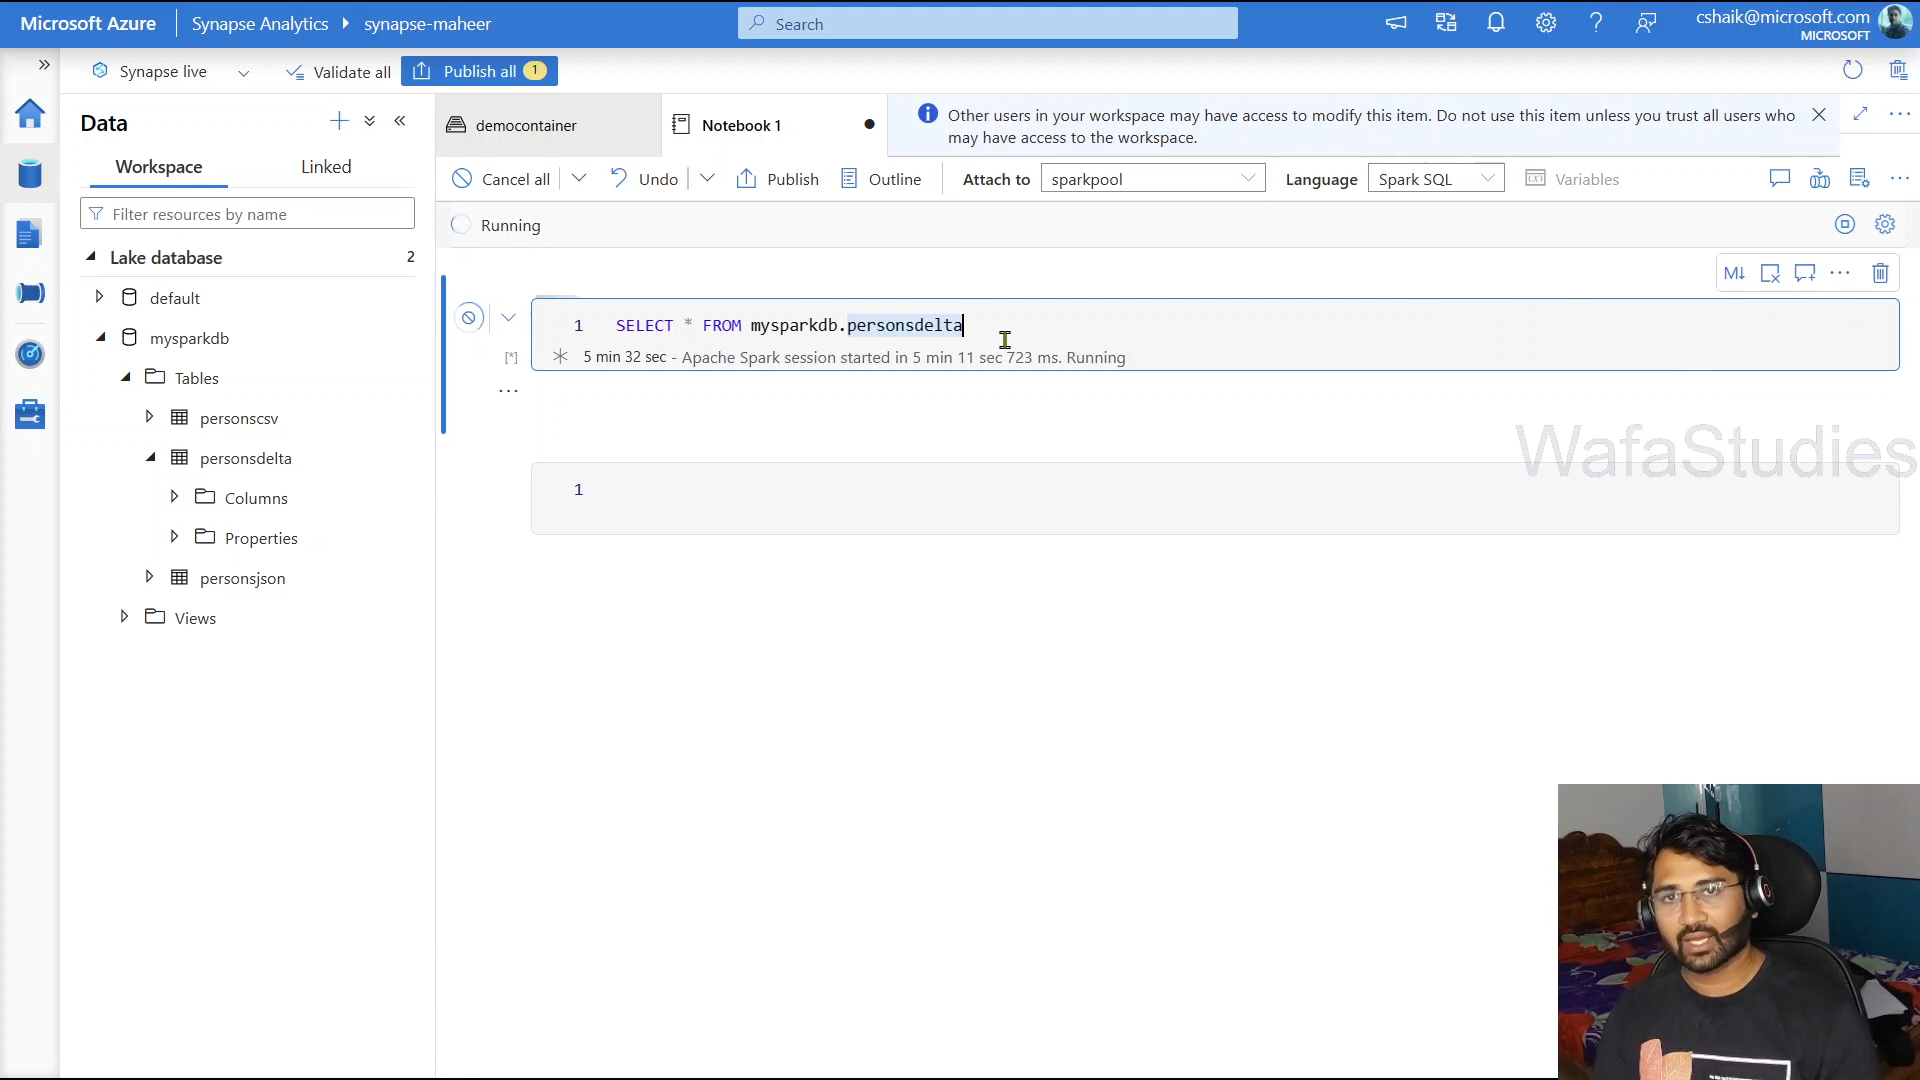 Microsoft Azure
Synapse Analytics
synapse-maheer
Search
cshaik@microsoft.com
MICROSOFT
Synapse live
Validate all
Publish all 1
Data
Workspace
Linked
Filter resources by name
Lake database
2
default
mysparkdb
Tables
personscsv
personsdelta
Columns
Properties
personsjson
Views
democontainer
Notebook 1
Other users in your workspace may have access to modify this item. Do not use this item unless you trust all users who
may have access to the workspace.
Cancel all
Undo
Publish
Outline
Attach to
sparkpool
Language
Spark SQL
Variables
Running
M↓
1 SELECT * FROM mysparkdb.personsdelta
[*]
5 min 32 sec - Apache Spark session started in 5 min 11 sec 723 ms. Running
WafaStudies
1